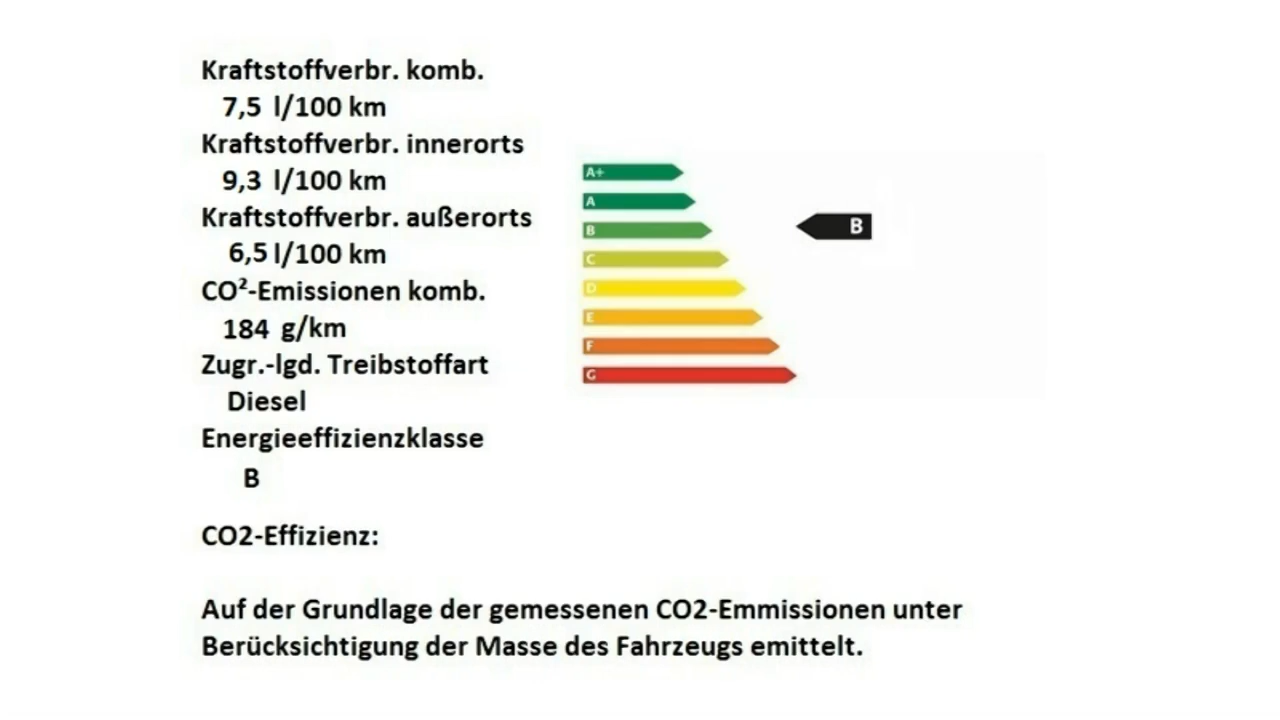 Kraftstoffverbr. komb.
7,5 l/100 km
Kraftstoffverbr. innerorts
9,3 l/100 km
Kraftstoffverbr. außerorts
6,5 l/100 km
CO²-Emissionen komb.
184 g/km
Zugr.-lgd. Treibstoffart
Diesel
Energieeffizienzklasse
B
A+
A
B
C
D
E
F
G
B
CO2-Effizienz:
Auf der Grundlage der gemessenen CO2-Emmissionen unter
Berücksichtigung der Masse des Fahrzeugs emittelt.